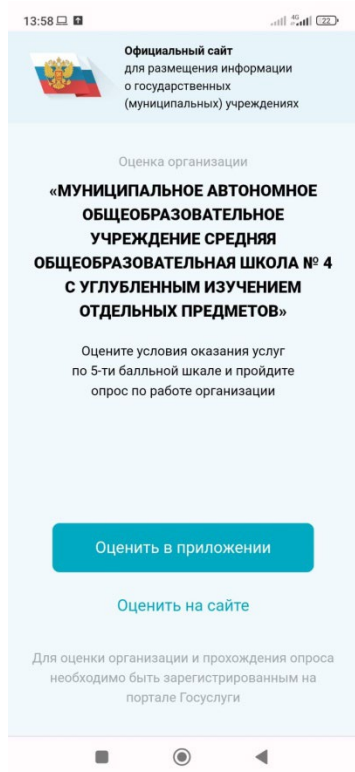 13:58
4G
22
Официальный сайт
для размещения информации
о государственных
(муниципальных) учреждениях
Оценка организации
«МУНИЦИПАЛЬНОЕ АВТОНОМНОЕ
ОБЩЕОБРАЗОВАТЕЛЬНОЕ
УЧРЕЖДЕНИЕ СРЕДНЯЯ
ОБЩЕОБРАЗОВАТЕЛЬНАЯ ШКОЛА № 4
С УГЛУБЛЕННЫМ ИЗУЧЕНИЕМ
ОТДЕЛЬНЫХ ПРЕДМЕТОВ»
Оцените условия оказания услуг
по 5-ти балльной шкале и пройдите
опрос по работе организации
Оценить в приложении
Оценить на сайте
Для оценки организации и прохождения опроса
необходимо быть зарегистрированным на
портале Госуслуги